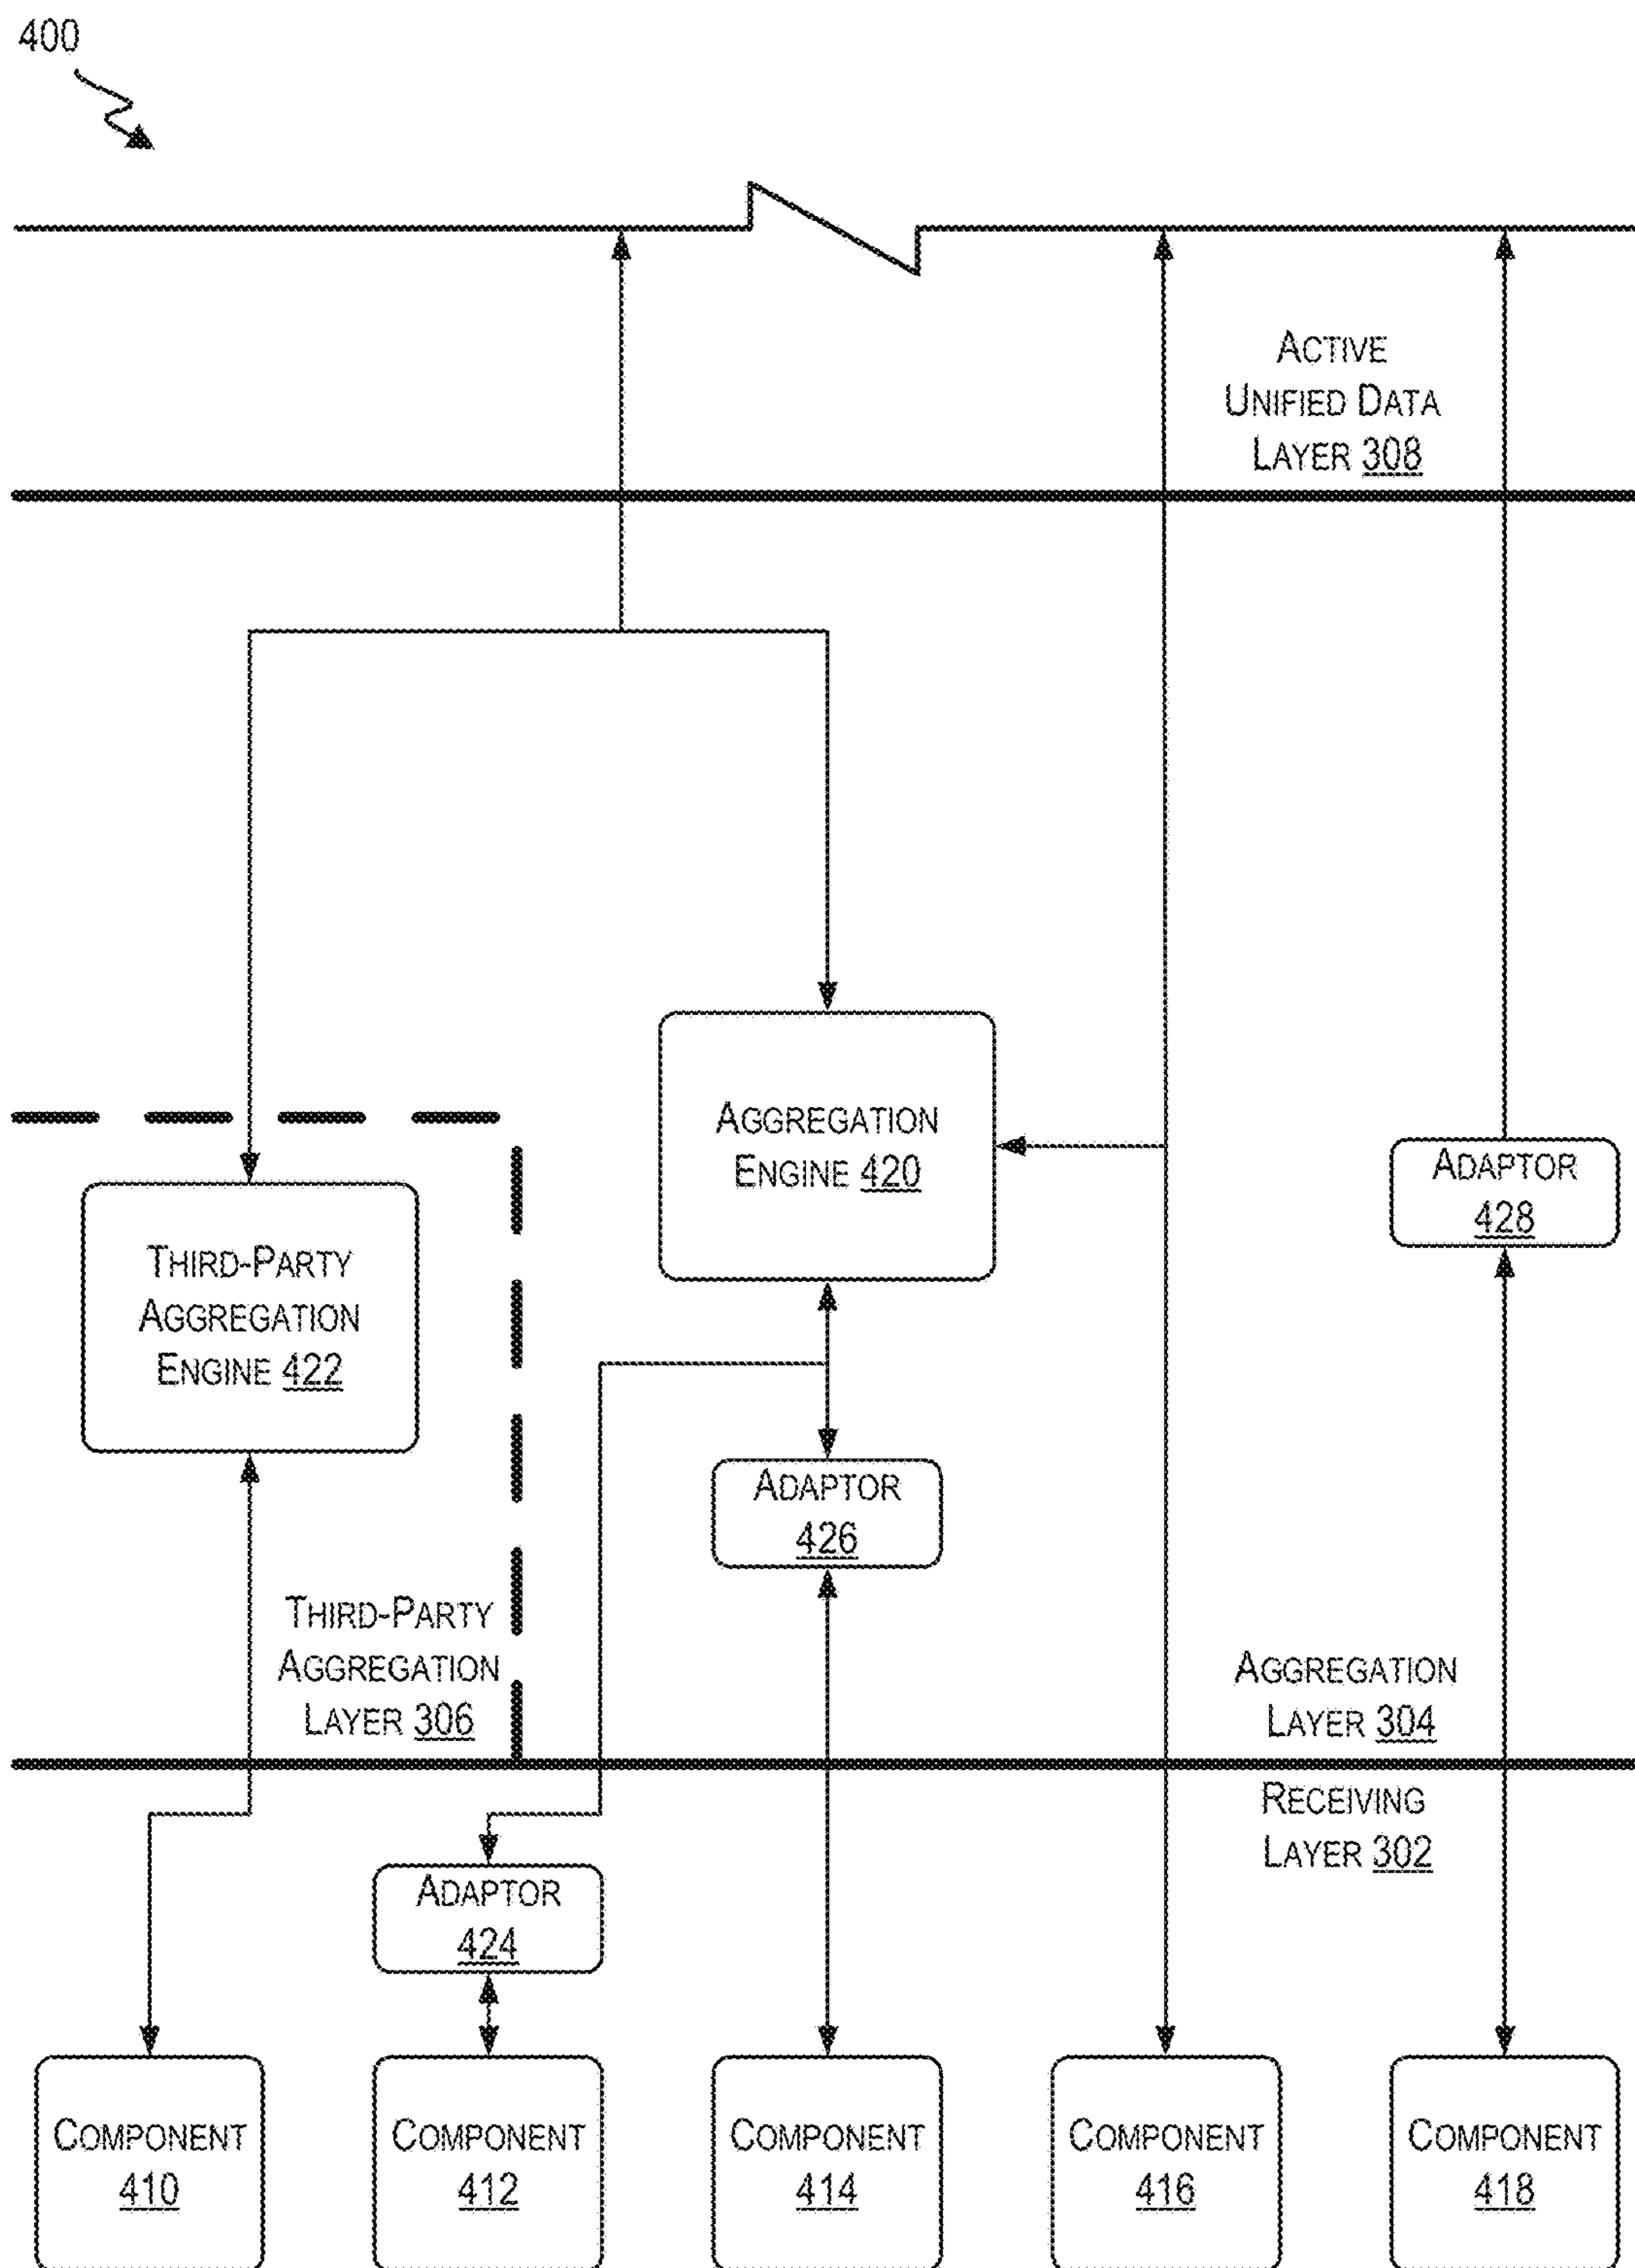 400
ACTIVE
UNIFIED DATA
LAYER 308
AGGREGATION
ENGINE 420
ADAPTOR
428
THIRD-PARTY
AGGREGATION
ENGINE 422
ADAPTOR
426
THIRD-PARTY
AGGREGATION
LAYER 306
AGGREGATION
LAYER 304
RECEIVING
LAYER 302
ADAPTOR
424
COMPONENT
410
COMPONENT
412
COMPONENT
414
COMPONENT
416
COMPONENT
418